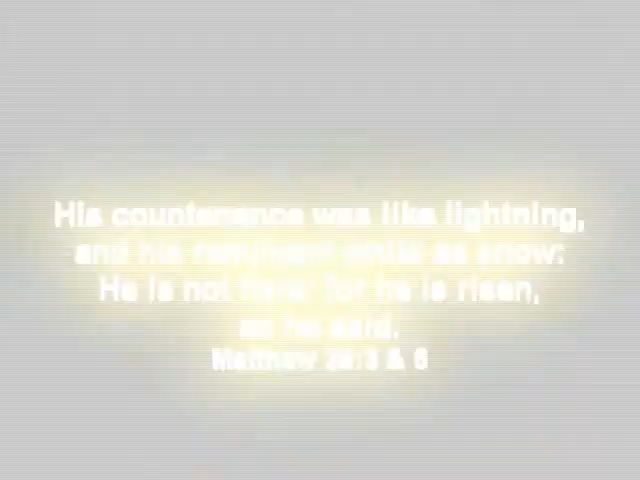 His countenance was like lightning,
and his raiment white as snow:
He is not here: for he is risen,
as he said.
Matthew 28:3 & 6